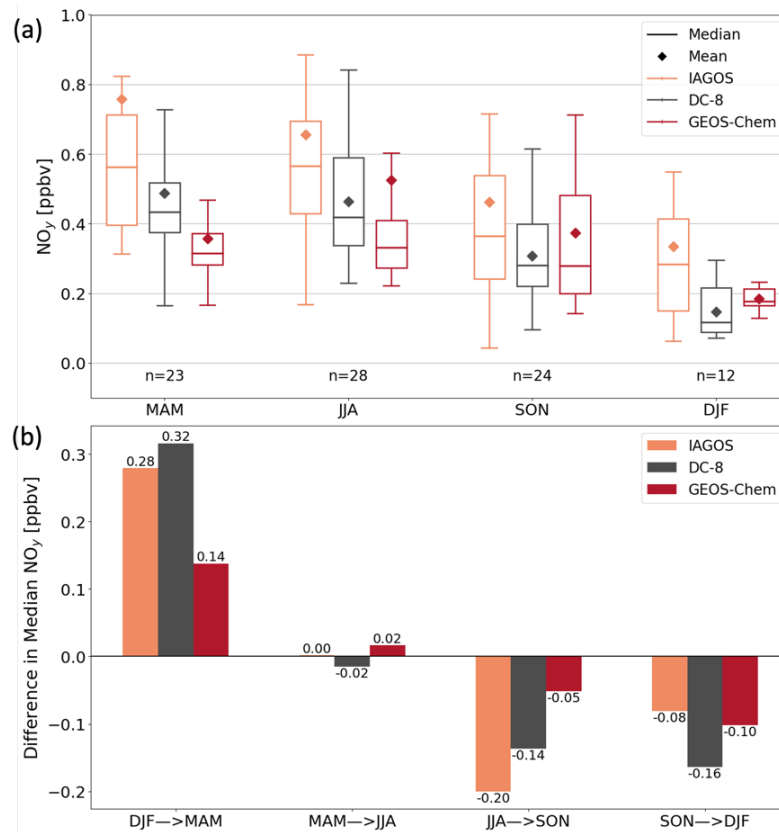 (a)
1.0
0.8
0.6
0.4
0.2
0.0
NOy [ppbv]
Median
Mean
IAGOS
DC-8
GEOS-Chem
n=23 n=28 n=24 n=12
MAM JJA SON DJF
(b)
0.3
0.2
0.1
0.0
-0.1
-0.2
Difference in Median NOy [ppbv]
IAGOS
DC-8
GEOS-Chem
0.28 0.32 0.14
0.00 -0.02 0.02
-0.20 -0.14 -0.05
-0.08 -0.16 -0.10
DJF—>MAM MAM—>JJA JJA—>SON SON—>DJF